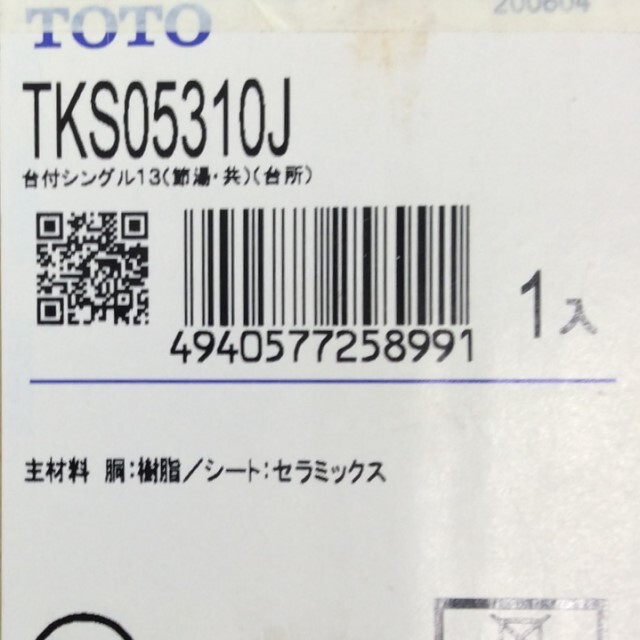 200804
TOTO
TKS05310J
台付シングル13(節湯・共)(台所)
4940577258991
1入
主材料 胴:樹脂/シート:セラミックス